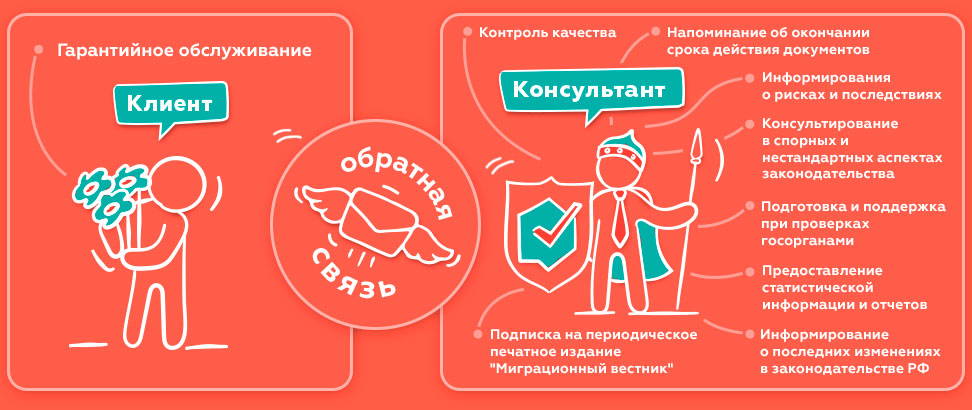 Гарантийное обслуживание
Клиент
обратная
связь
Контроль качества
Напоминание об окончании
срока действия документов
Консультант
Информирования
о рисках и последствиях
Консультирование
в спорных и
нестандартных аспектах
законодательства
Подготовка и поддержка
при проверках
госорганами
Предоставление
статистической
информации и отчетов
Подписка на периодическое
печатное издание
"Миграционный вестник"
Информирование
о последних изменениях
в законодательстве РФ